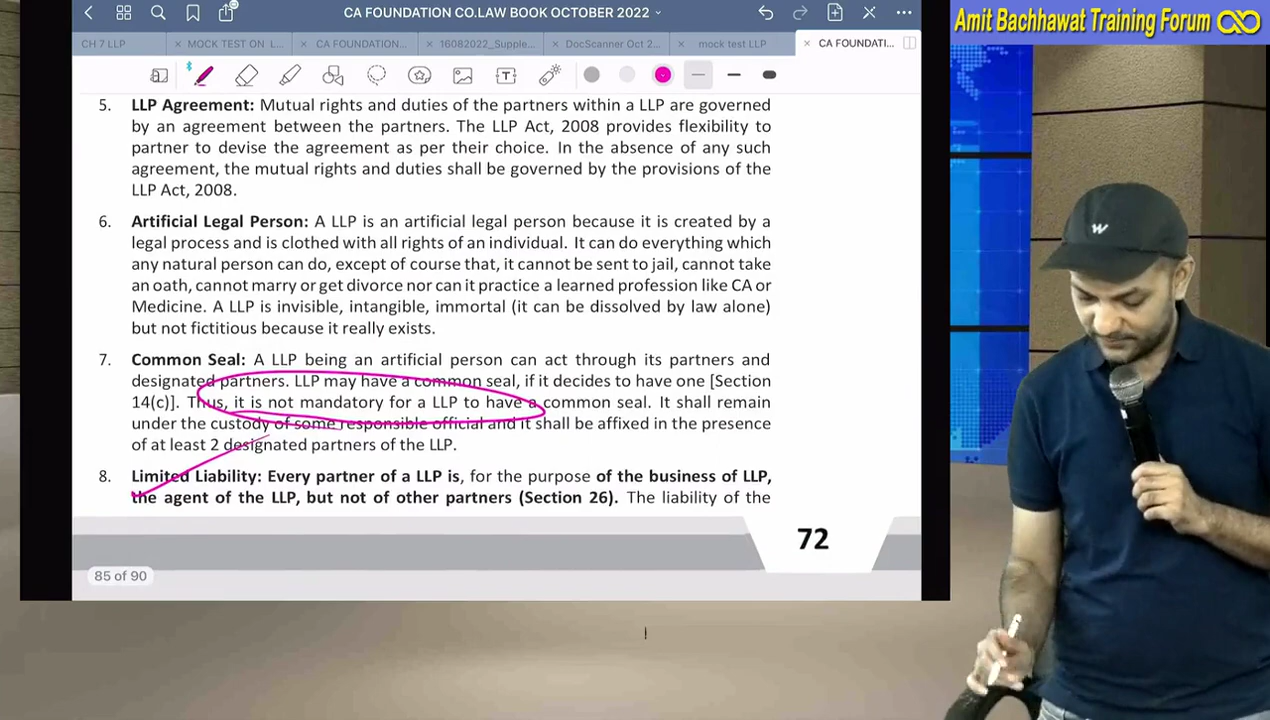 CA FOUNDATION CO.LAW BOOK OCTOBER 2022
Amit Bachhawat Training Forum
CH 7 LLP
MOCK TEST ON L...
CA FOUNDATION...
16082022_Supple...
DocScanner Oct 2...
mock test LLP
CA FOUNDATI...
5. LLP Agreement: Mutual rights and duties of the partners within a LLP are governed
by an agreement between the partners. The LLP Act, 2008 provides flexibility to
partner to devise the agreement as per their choice. In the absence of any such
agreement, the mutual rights and duties shall be governed by the provisions of the
LLP Act, 2008.
6. Artificial Legal Person: A LLP is an artificial legal person because it is created by a
legal process and is clothed with all rights of an individual. It can do everything which
any natural person can do, except of course that, it cannot be sent to jail, cannot take
an oath, cannot marry or get divorce nor can it practice a learned profession like CA or
Medicine. A LLP is invisible, intangible, immortal (it can be dissolved by law alone)
but not fictitious because it really exists.
7. Common Seal: A LLP being an artificial person can act through its partners and
designated partners. LLP may have a common seal, if it decides to have one [Section
14(c)]. Thus, it is not mandatory for a LLP to have a common seal. It shall remain
under the custody of some responsible official and it shall be affixed in the presence
of at least 2 designated partners of the LLP.
8. Limited Liability: Every partner of a LLP is, for the purpose of the business of LLP,
the agent of the LLP, but not of other partners (Section 26). The liability of the
72
85 of 90